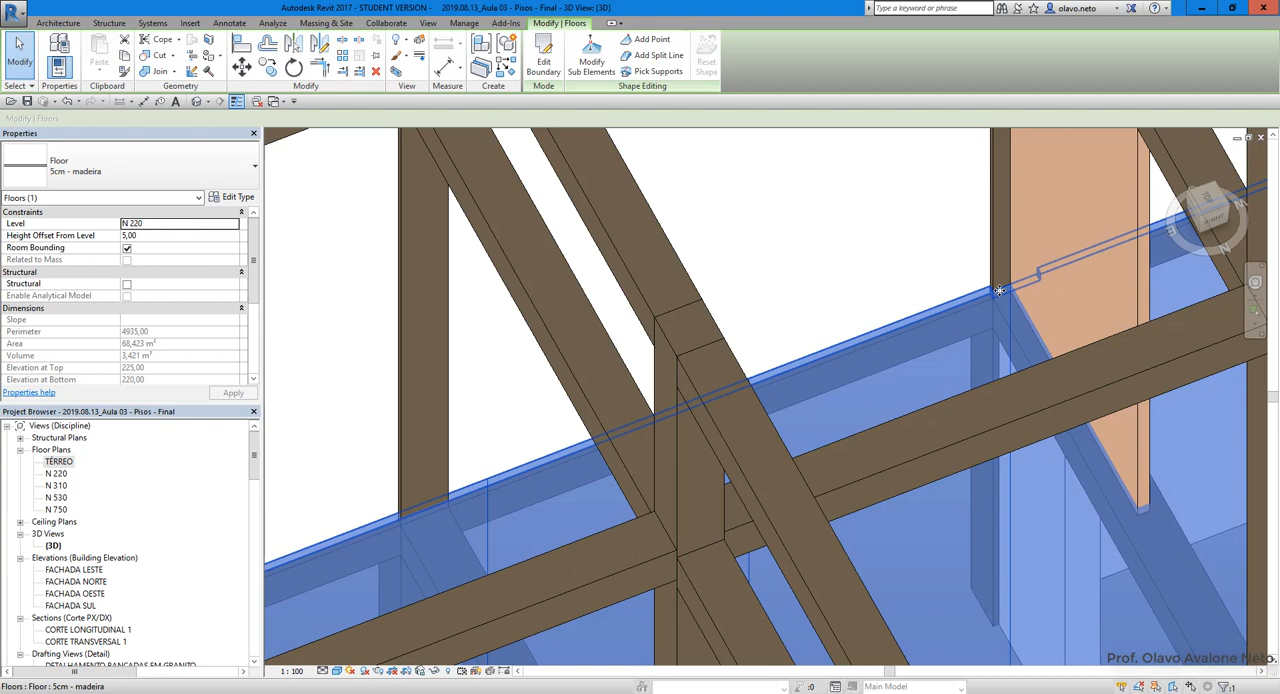 Autodesk Revit 2017 - STUDENT VERSION - 2019.08.13_Aula 03 - Pisos - Final - 3D View: {3D}
Type a keyword or phrase
olavo.neto
Architecture Structure Systems Insert Annotate Analyze Massing & Site Collaborate View Manage Add-Ins Modify | Floors
Modify
Select
Properties
Paste
Clipboard
Cope
Cut
Join
Geometry
Modify
View
Measure
Create
Edit
Boundary
Mode
Modify
Sub Elements
Add Point
Add Split Line
Pick Supports
Shape Editing
Reset
Shape
Modify | Floors
Properties
Floor
5cm - madeira
Floors (1)
Edit Type
Constraints
Level N 220
Height Offset From Level 5,00
Room Bounding
Related to Mass
Structural
Structural
Enable Analytical Model
Dimensions
Slope
Perimeter 4935,00
Area 68,423 m²
Volume 3,421 m³
Elevation at Top 225,00
Elevation at Bottom 220,00
Properties help
Apply
Project Browser - 2019.08.13_Aula 03 - Pisos - Final
Views (Discipline)
Structural Plans
Floor Plans
TÉRREO
N 220
N 310
N 530
N 750
Ceiling Plans
3D Views
{3D}
Elevations (Building Elevation)
FACHADA LESTE
FACHADA NORTE
FACHADA OESTE
FACHADA SUL
Sections (Corte PX/DX)
CORTE LONGITUDINAL 1
CORTE TRANSVERSAL 1
Drafting Views (Detail)
DETALHAMENTO BANCADAS EM GRANITO
TOP
N
E
1 : 100
Prof. Olavo Avalone Neto
Floors : Floor : 5cm - madeira
:0
Main Model
:1